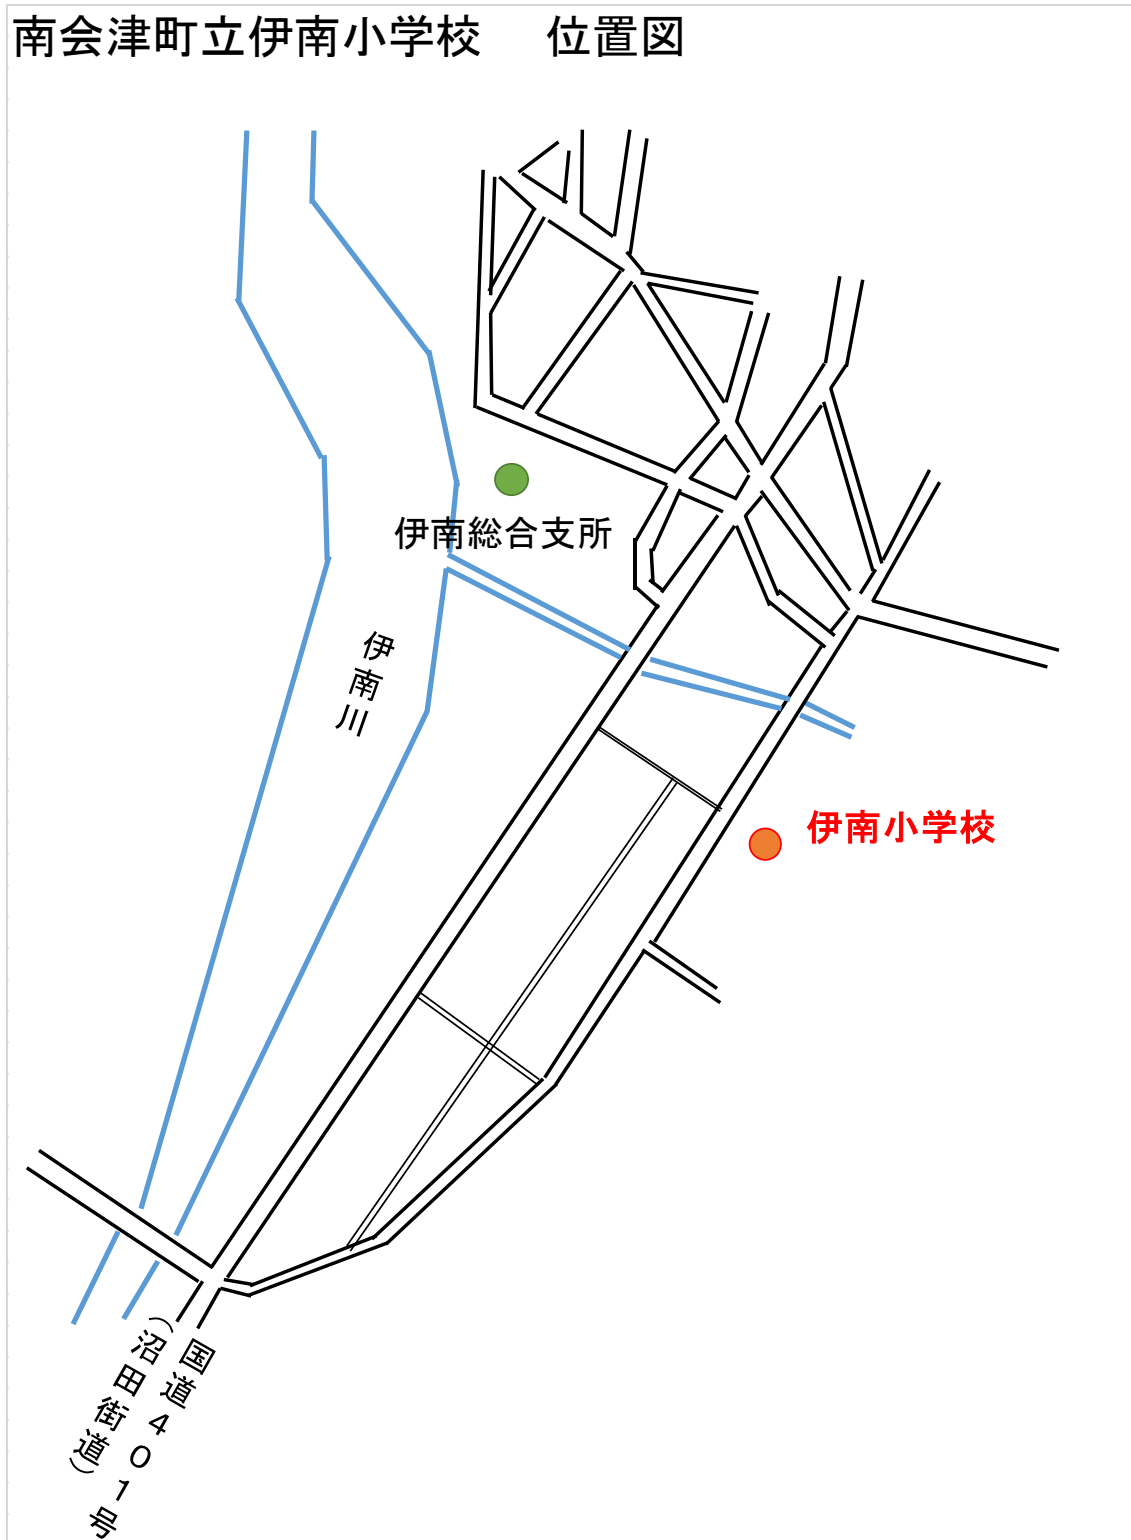 南会津町立伊南小学校　位置図
伊南総合支所
伊南川
伊南小学校
国道401号
（沼田街道）